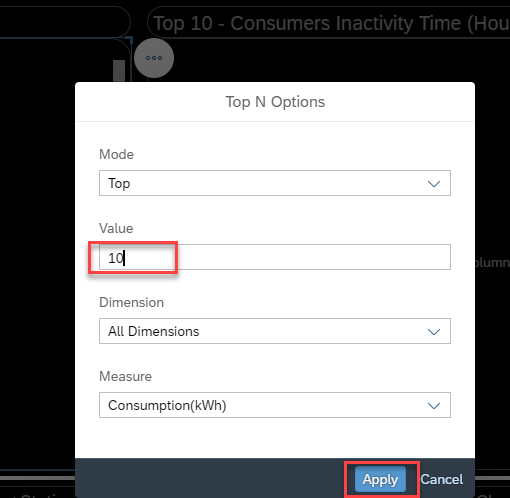 Top 10 - Consumers Inactivity Time (Hou
Top N Options
Mode
Top
Value
10
olumn
Dimension
All Dimensions
Measure
Consumption(kWh)
Apply Cancel